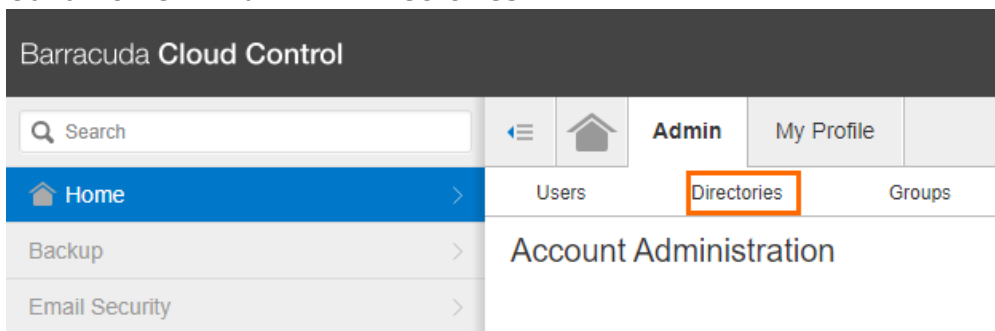 Barracuda Cloud Control
Search
Admin My Profile
Home
Users Directories Groups
Backup
Account Administration
Email Security